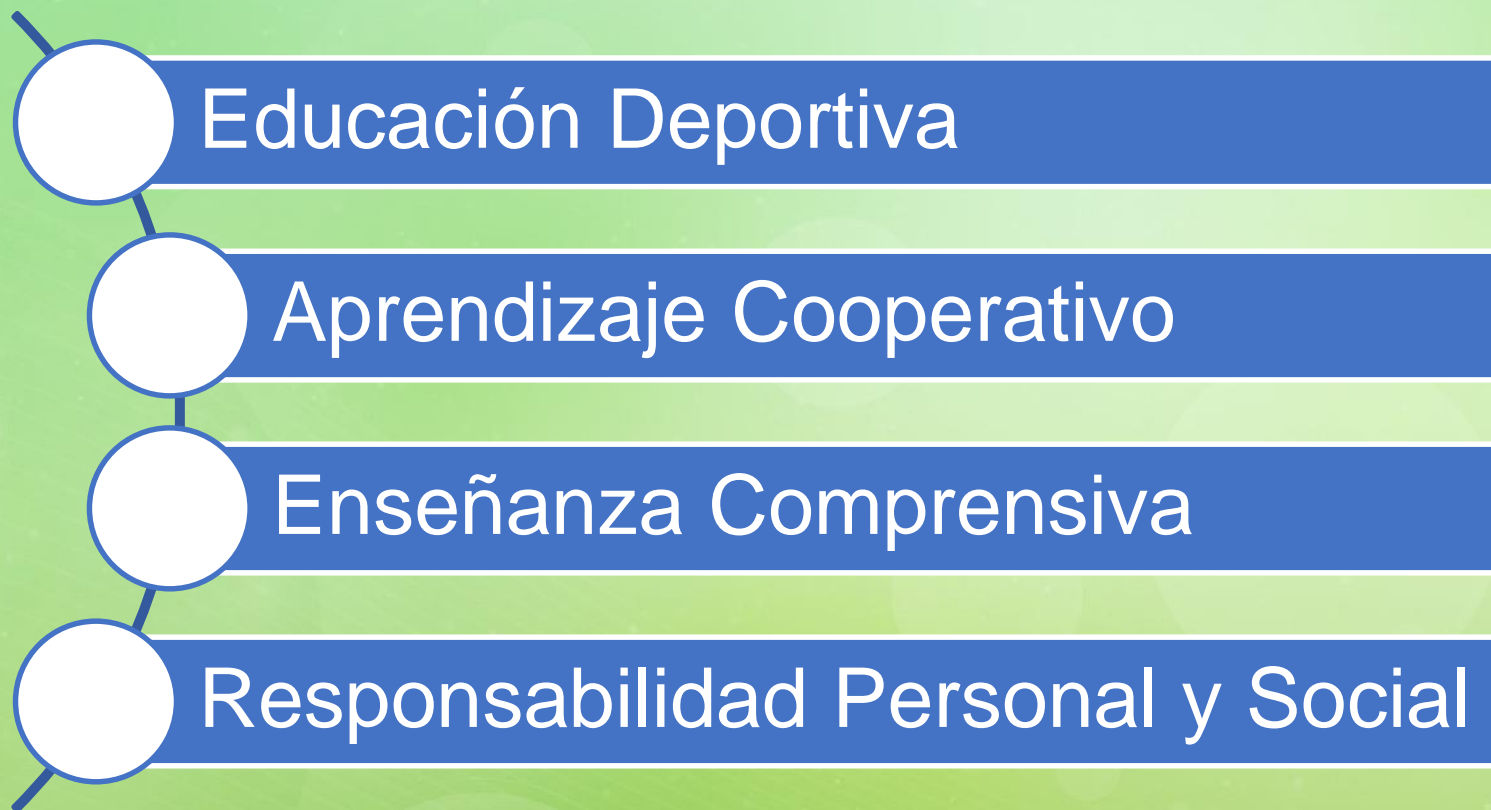 Educación Deportiva
Aprendizaje Cooperativo
Enseñanza Comprensiva
Responsabilidad Personal y Social